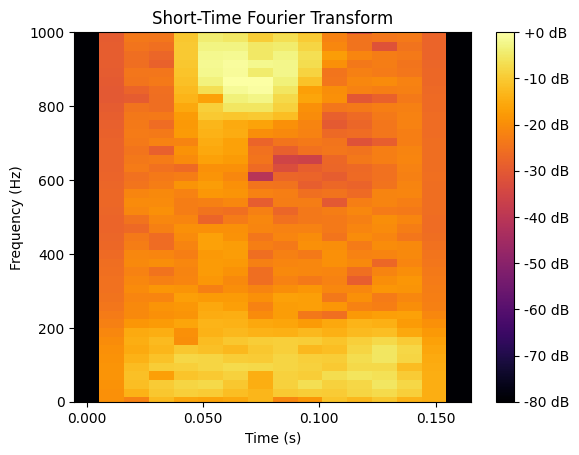 Short-Time Fourier Transform
1000
800
600
400
200
0
Frequency (Hz)
0.000
0.050
0.100
0.150
Time (s)
+0 dB
-10 dB
-20 dB
-30 dB
-40 dB
-50 dB
-60 dB
-70 dB
-80 dB